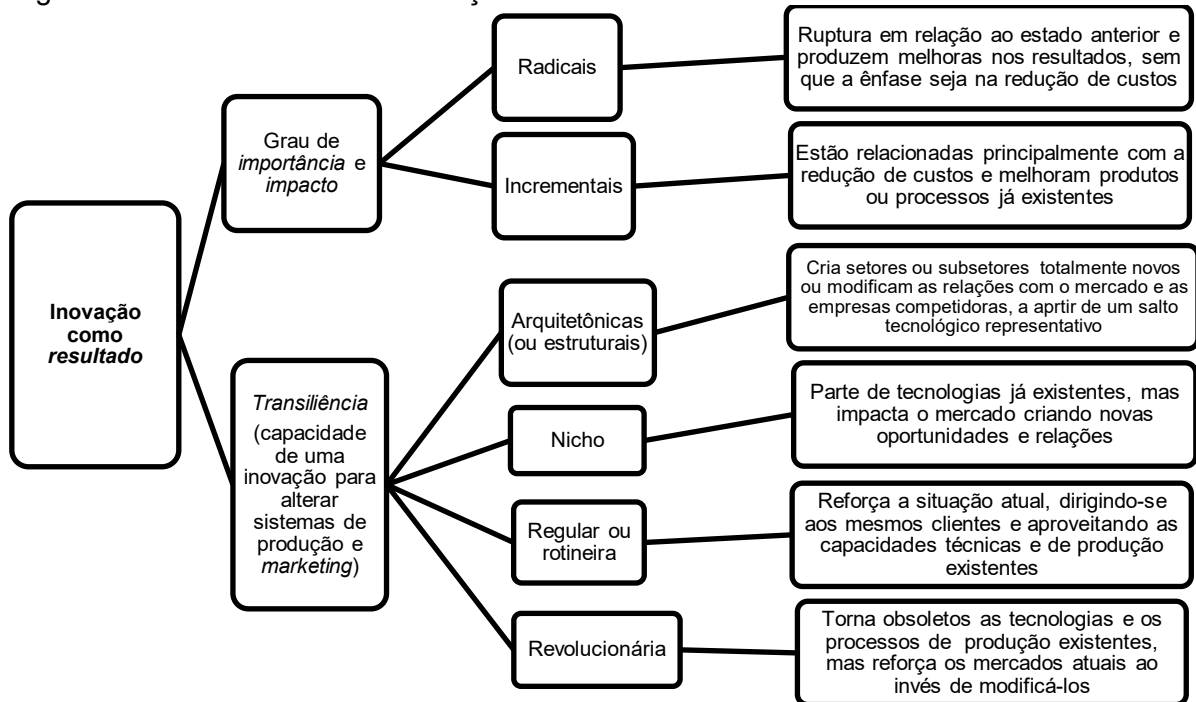 Radicais
Ruptura em relação ao estado anterior e
produzem melhoras nos resultados, sem
que a ênfase seja na redução de custos
Grau de
importância e
impacto
Incrementais
Estão relacionadas principalmente com a
redução de custos e melhoram produtos
ou processos já existentes
Inovação
como
resultado
Arquitetônicas
(ou estruturais)
Cria setores ou subsetores totalmente novos
ou modificam as relações com o mercado e as
empresas competidoras, a aprtir de um salto
tecnológico representativo
Transiliência
(capacidade
de uma
inovação para
alterar
sistemas de
produção e
marketing)
Nicho
Parte de tecnologias já existentes, mas
impacta o mercado criando novas
oportunidades e relações
Regular ou
rotineira
Reforça a situação atual, dirigindo-se
aos mesmos clientes e aproveitando as
capacidades técnicas e de produção
existentes
Revolucionária
Torna obsoletos as tecnologias e os
processos de produção existentes,
mas reforça os mercados atuais ao
invés de modificá-los